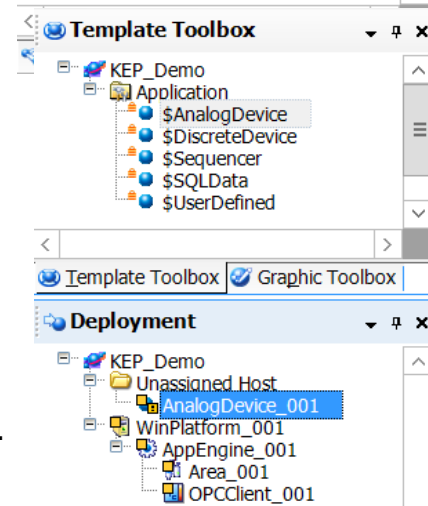 Template Toolbox
KEP_Demo
Application
$AnalogDevice
$DiscreteDevice
$Sequencer
$SQLData
$UserDefined
Template Toolbox Graphic Toolbox
Deployment
KEP_Demo
Unassigned Host
AnalogDevice_001
WinPlatform_001
AppEngine_001
Area_001
OPCClient_001